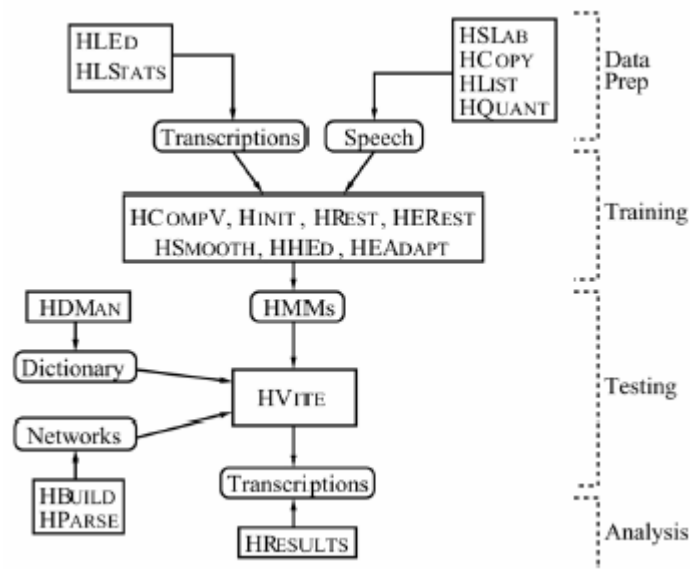 HLED
HLSTATS
HSLAB
HCOPY
HLIST
HQUANT
Data
Prep
Transcriptions
Speech
Training
HCOMPV, HINIT , HREST, HEREST
HSMOOTH, HHED, HEADAPT
HDMAN
HMMs
Dictionary
HVITE
Testing
Networks
HBUILD
HPARSE
Transcriptions
HRESULTS
Analysis